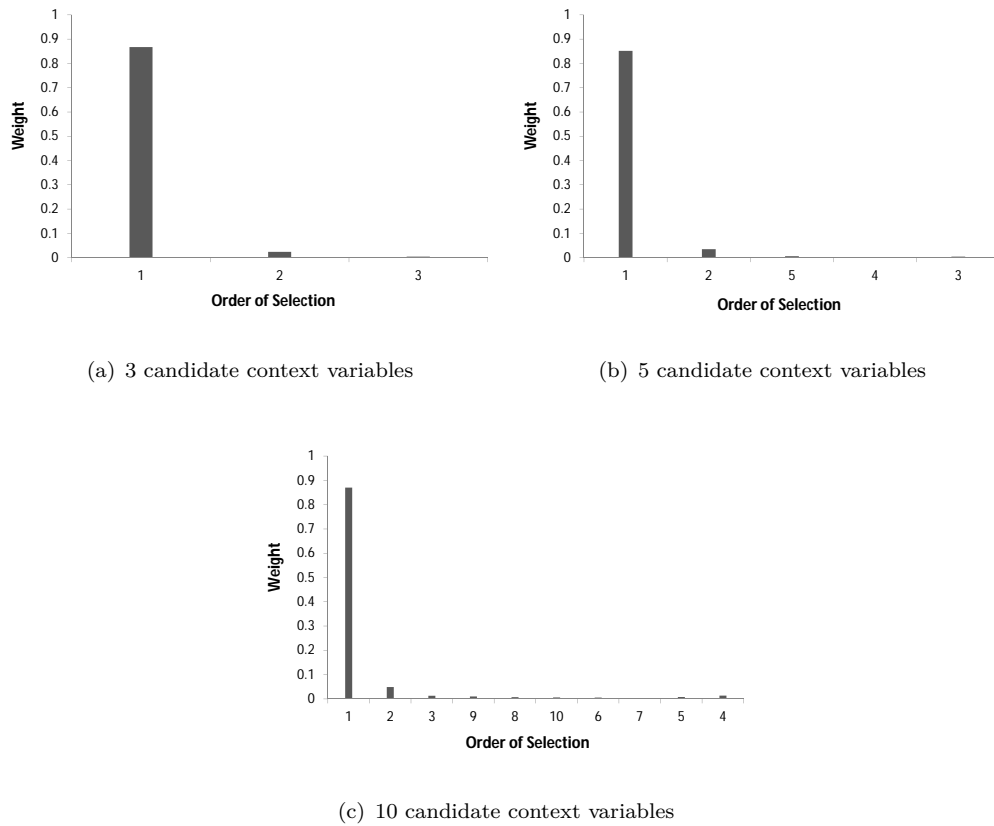 1
0.9
0.8
0.7
0.6
0.5
0.4
0.3
0.2
0.1
0
Weight
1 2 3
Order of Selection
(a) 3 candidate context variables
1
0.9
0.8
0.7
0.6
0.5
0.4
0.3
0.2
0.1
0
Weight
1 2 5 4 3
Order of Selection
(b) 5 candidate context variables
1
0.9
0.8
0.7
0.6
0.5
0.4
0.3
0.2
0.1
0
Weight
1 2 3 9 8 10 6 7 5 4
Order of Selection
(c) 10 candidate context variables